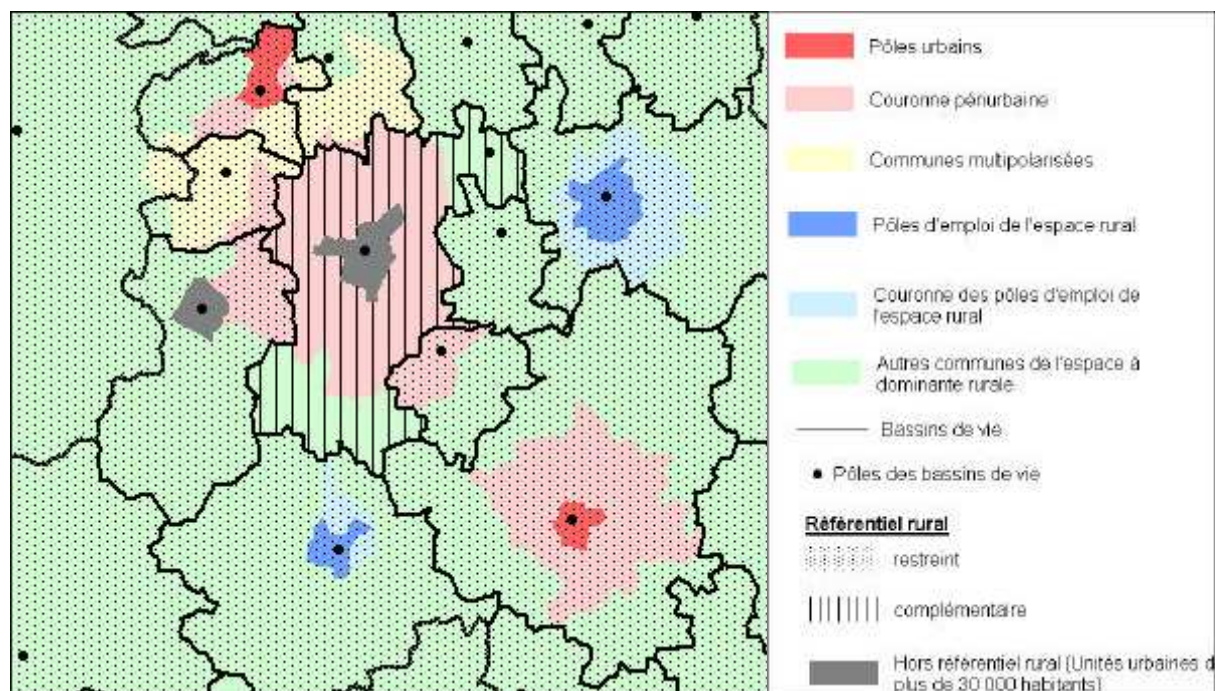 Pôles urbains
Couronne périurbaine
Communes multipolarisées
Pôles d'emploi de l'espace rural
Couronne des pôles d'emploi de
l'espace rural
Autres communes de l'espace à
dominante rurale
Bassins de vie
Pôles des bassins de vie
Référentiel rural
restreint
complémentaire
Hors référentiel rural (Unités urbaines d
plus de 30 000 habitants)